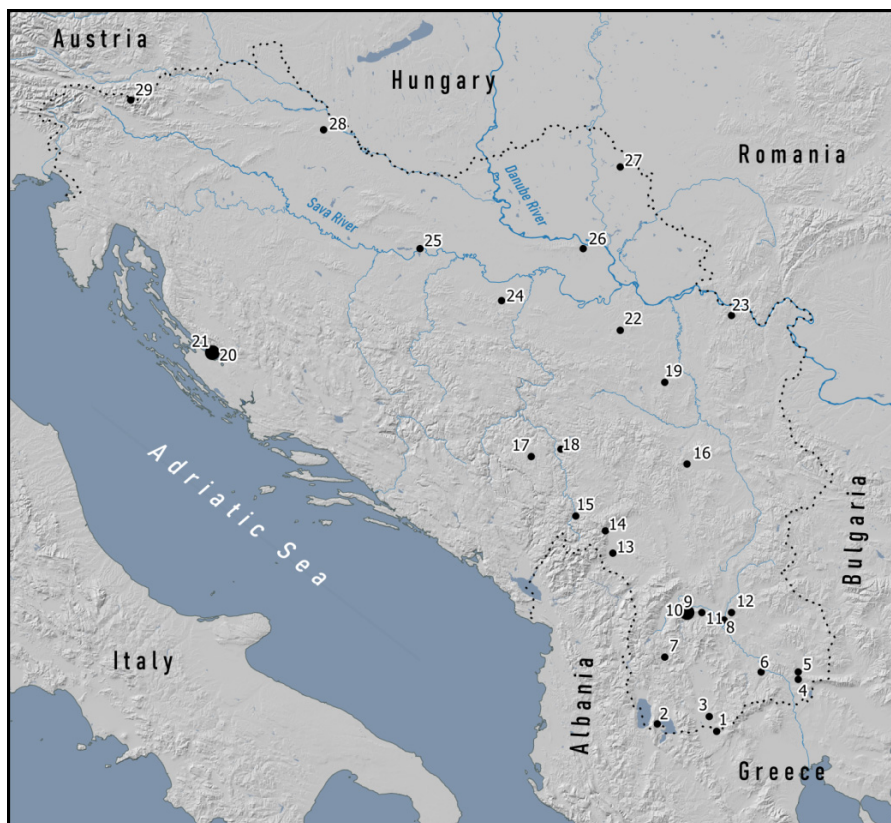 Austria
Hungary
29
28
27
Romania
Danube River
Sava River
25
26
24
23
22
21
20
19
17
18
16
Adriatic Sea
15
14
13
Bulgaria
9
10
12
11
8
7
6
5
4
Italy
Albania
3
2
1
Greece